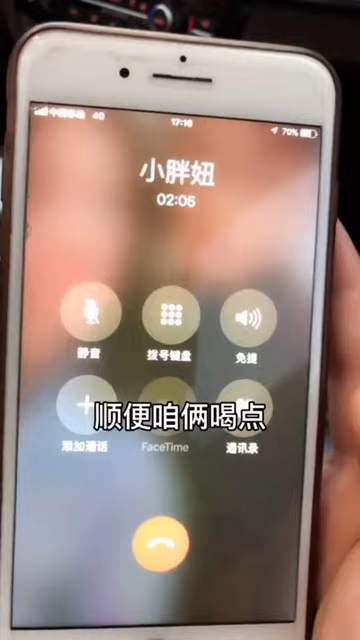 中国移动 4G 17:16 70%
小胖妞
02:05
静音 拨号键盘 免提
顺便咱俩喝点
添加通话 FaceTime 通讯录